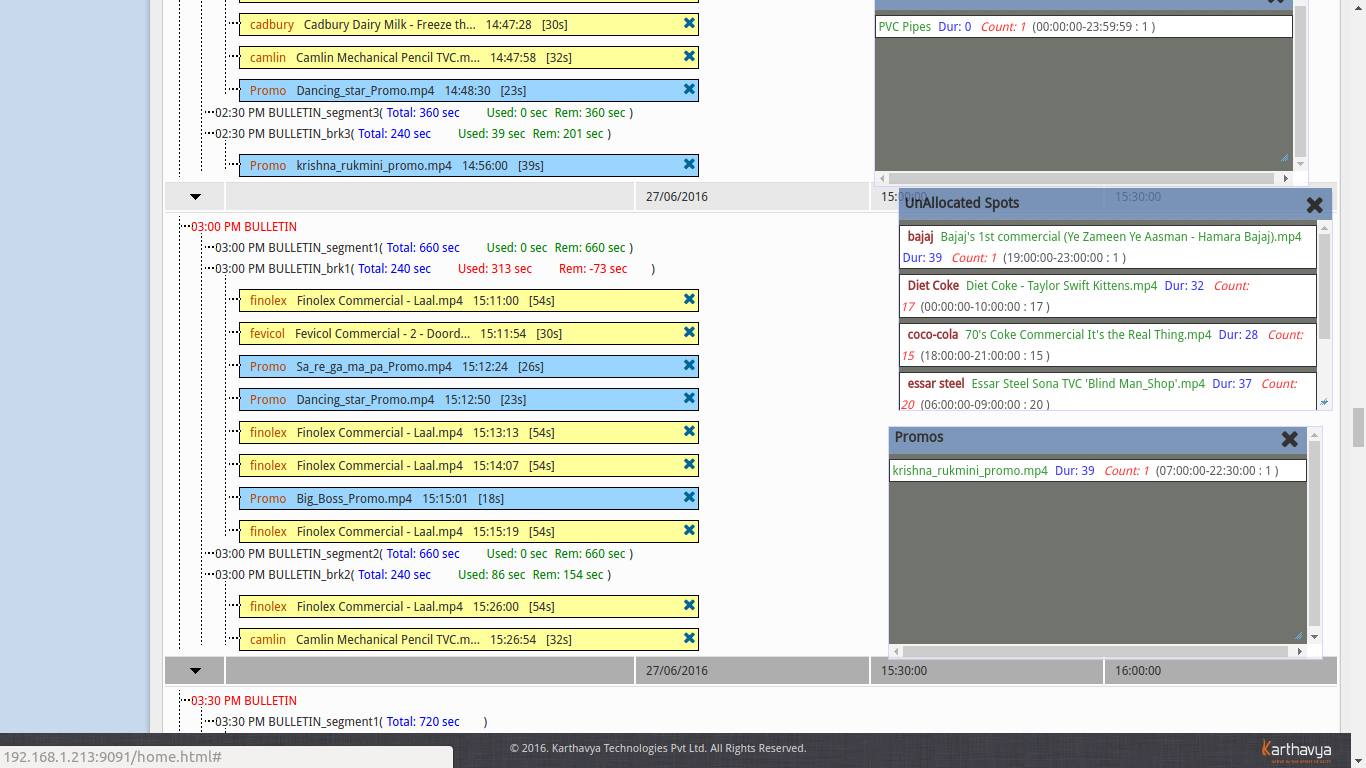 cadbury Cadbury Dairy Milk - Freeze th... 14:47:28 [30s]
camlin Camlin Mechanical Pencil TVC.m... 14:47:58 [32s]
Promo Dancing_star_Promo.mp4 14:48:30 [23s]
02:30 PM BULLETIN_segment3( Total: 360 sec Used: 0 sec Rem: 360 sec )
02:30 PM BULLETIN_brk3( Total: 240 sec Used: 39 sec Rem: 201 sec )
Promo krishna_rukmini_promo.mp4 14:56:00 [39s]
27/06/2016 15:00:00 15:30:00
03:00 PM BULLETIN
03:00 PM BULLETIN_segment1( Total: 660 sec Used: 0 sec Rem: 660 sec )
03:00 PM BULLETIN_brk1( Total: 240 sec Used: 313 sec Rem: -73 sec )
finolex Finolex Commercial - Laal.mp4 15:11:00 [54s]
fevicol Fevicol Commercial - 2 - Doord... 15:11:54 [30s]
Promo Sa_re_ga_ma_pa_Promo.mp4 15:12:24 [26s]
Promo Dancing_star_Promo.mp4 15:12:50 [23s]
finolex Finolex Commercial - Laal.mp4 15:13:13 [54s]
finolex Finolex Commercial - Laal.mp4 15:14:07 [54s]
Promo Big_Boss_Promo.mp4 15:15:01 [18s]
finolex Finolex Commercial - Laal.mp4 15:15:19 [54s]
03:00 PM BULLETIN_segment2( Total: 660 sec Used: 0 sec Rem: 660 sec )
03:00 PM BULLETIN_brk2( Total: 240 sec Used: 86 sec Rem: 154 sec )
finolex Finolex Commercial - Laal.mp4 15:26:00 [54s]
camlin Camlin Mechanical Pencil TVC.m... 15:26:54 [32s]
27/06/2016 15:30:00 16:00:00
03:30 PM BULLETIN
03:30 PM BULLETIN_segment1( Total: 720 sec )
PVC Pipes Dur: 0 Count: 1 (00:00:00-23:59:59 : 1 )
UnAllocated Spots
bajaj Bajaj's 1st commercial (Ye Zameen Ye Aasman - Hamara Bajaj).mp4
Dur: 39 Count: 1 (19:00:00-23:00:00 : 1 )
Diet Coke Diet Coke - Taylor Swift Kittens.mp4 Dur: 32 Count:
17 (00:00:00-10:00:00 : 17 )
coco-cola 70's Coke Commercial It's the Real Thing.mp4 Dur: 28 Count:
15 (18:00:00-21:00:00 : 15 )
essar steel Essar Steel Sona TVC 'Blind Man_Shop'.mp4 Dur: 37 Count:
20 (06:00:00-09:00:00 : 20 )
Promos
krishna_rukmini_promo.mp4 Dur: 39 Count: 1 (07:00:00-22:30:00 : 1 )
192.168.1.213:9091/home.html#
© 2016. Karthavya Technologies Pvt Ltd. All Rights Reserved.
Karthavya